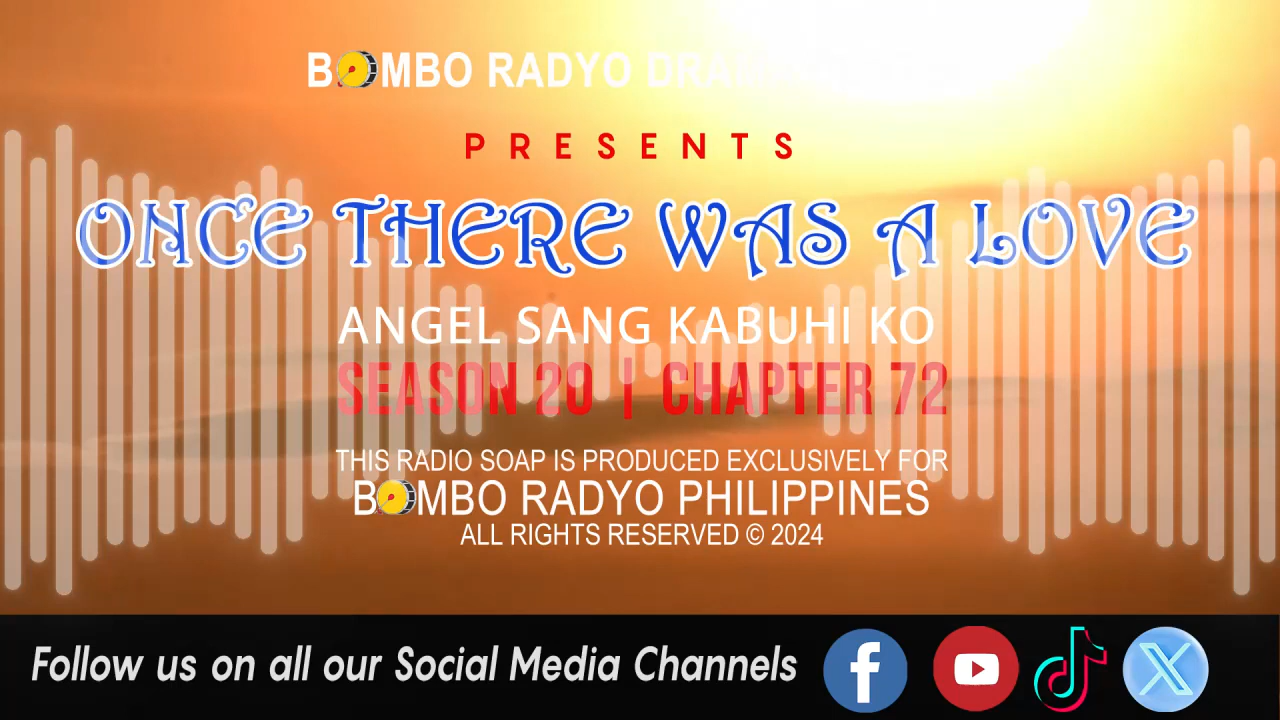 BOMBO RADYO
PRESENTS
ONCE THERE WAS A LOVE
ANGEL SANG KABUHI KO
SEASON 20 | CHAPTER 72
THIS RADIO SOAP IS PRODUCED EXCLUSIVELY FOR
BOMBO RADYO PHILIPPINES
ALL RIGHTS RESERVED © 2024
Follow us on all our Social Media Channels